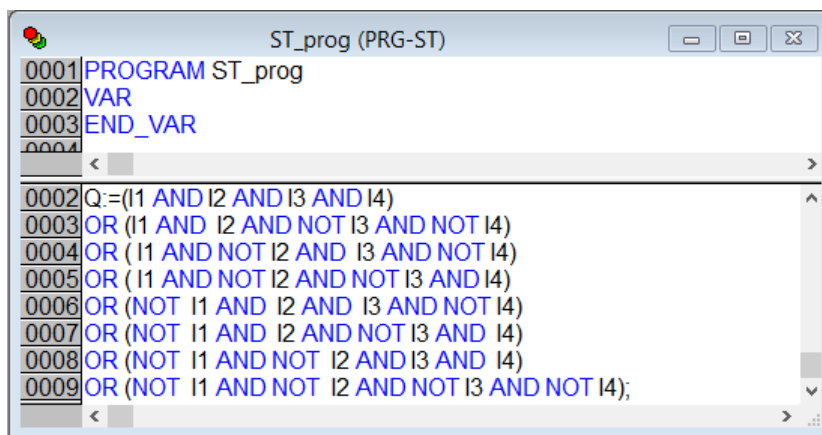 ST_prog (PRG-ST)
0001 PROGRAM ST_prog
0002 VAR
0003 END_VAR
0004
0002 Q:=(I1 AND I2 AND I3 AND I4)
0003 OR (I1 AND I2 AND NOT I3 AND NOT I4)
0004 OR ( I1 AND NOT I2 AND I3 AND NOT I4)
0005 OR ( I1 AND NOT I2 AND NOT I3 AND I4)
0006 OR (NOT I1 AND I2 AND I3 AND NOT I4)
0007 OR (NOT I1 AND I2 AND NOT I3 AND I4)
0008 OR (NOT I1 AND NOT I2 AND I3 AND I4)
0009 OR (NOT I1 AND NOT I2 AND NOT I3 AND NOT I4);